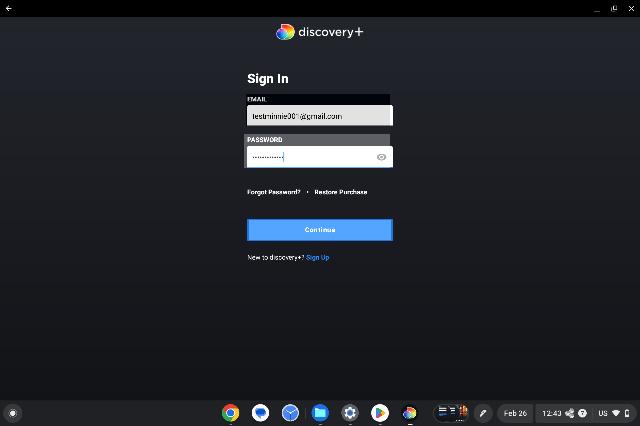 discovery+
Sign In
EMAIL
testminnie001@gmail.com
PASSWORD
•••••••••••••
Forgot Password? • Restore Purchase
Continue
New to discovery+? Sign Up
Feb 26 12:43 US